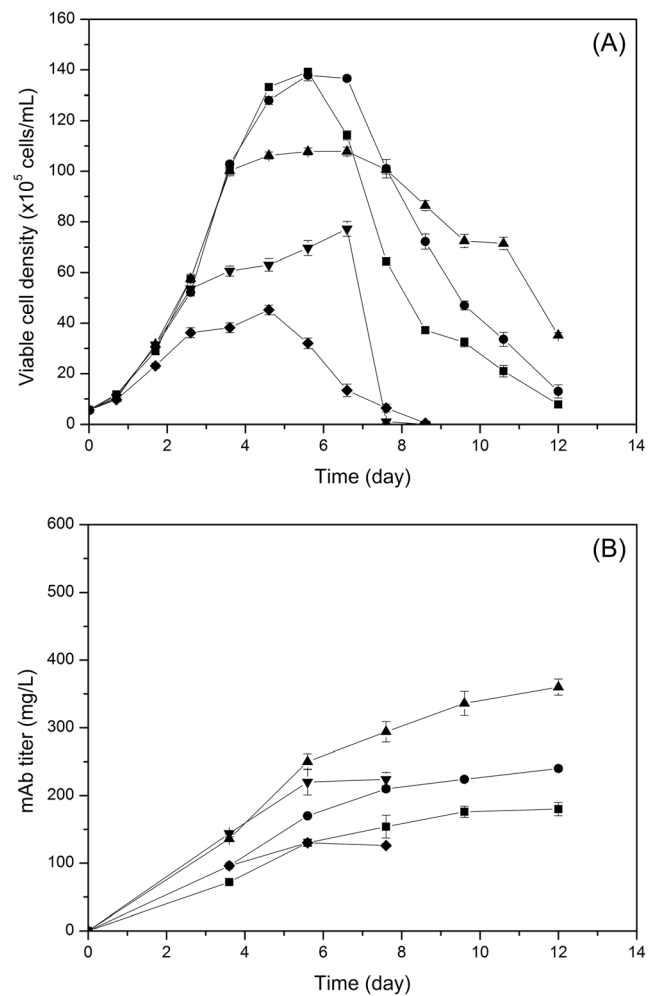 160
140
120
100
80
60
40
20
0
(A)
Viable cell density (x10⁵ cells/mL)
0 2 4 6 8 10 12 14
Time (day)
600
500
400
300
200
100
0
(B)
mAb titer (mg/L)
0 2 4 6 8 10 12 14
Time (day)